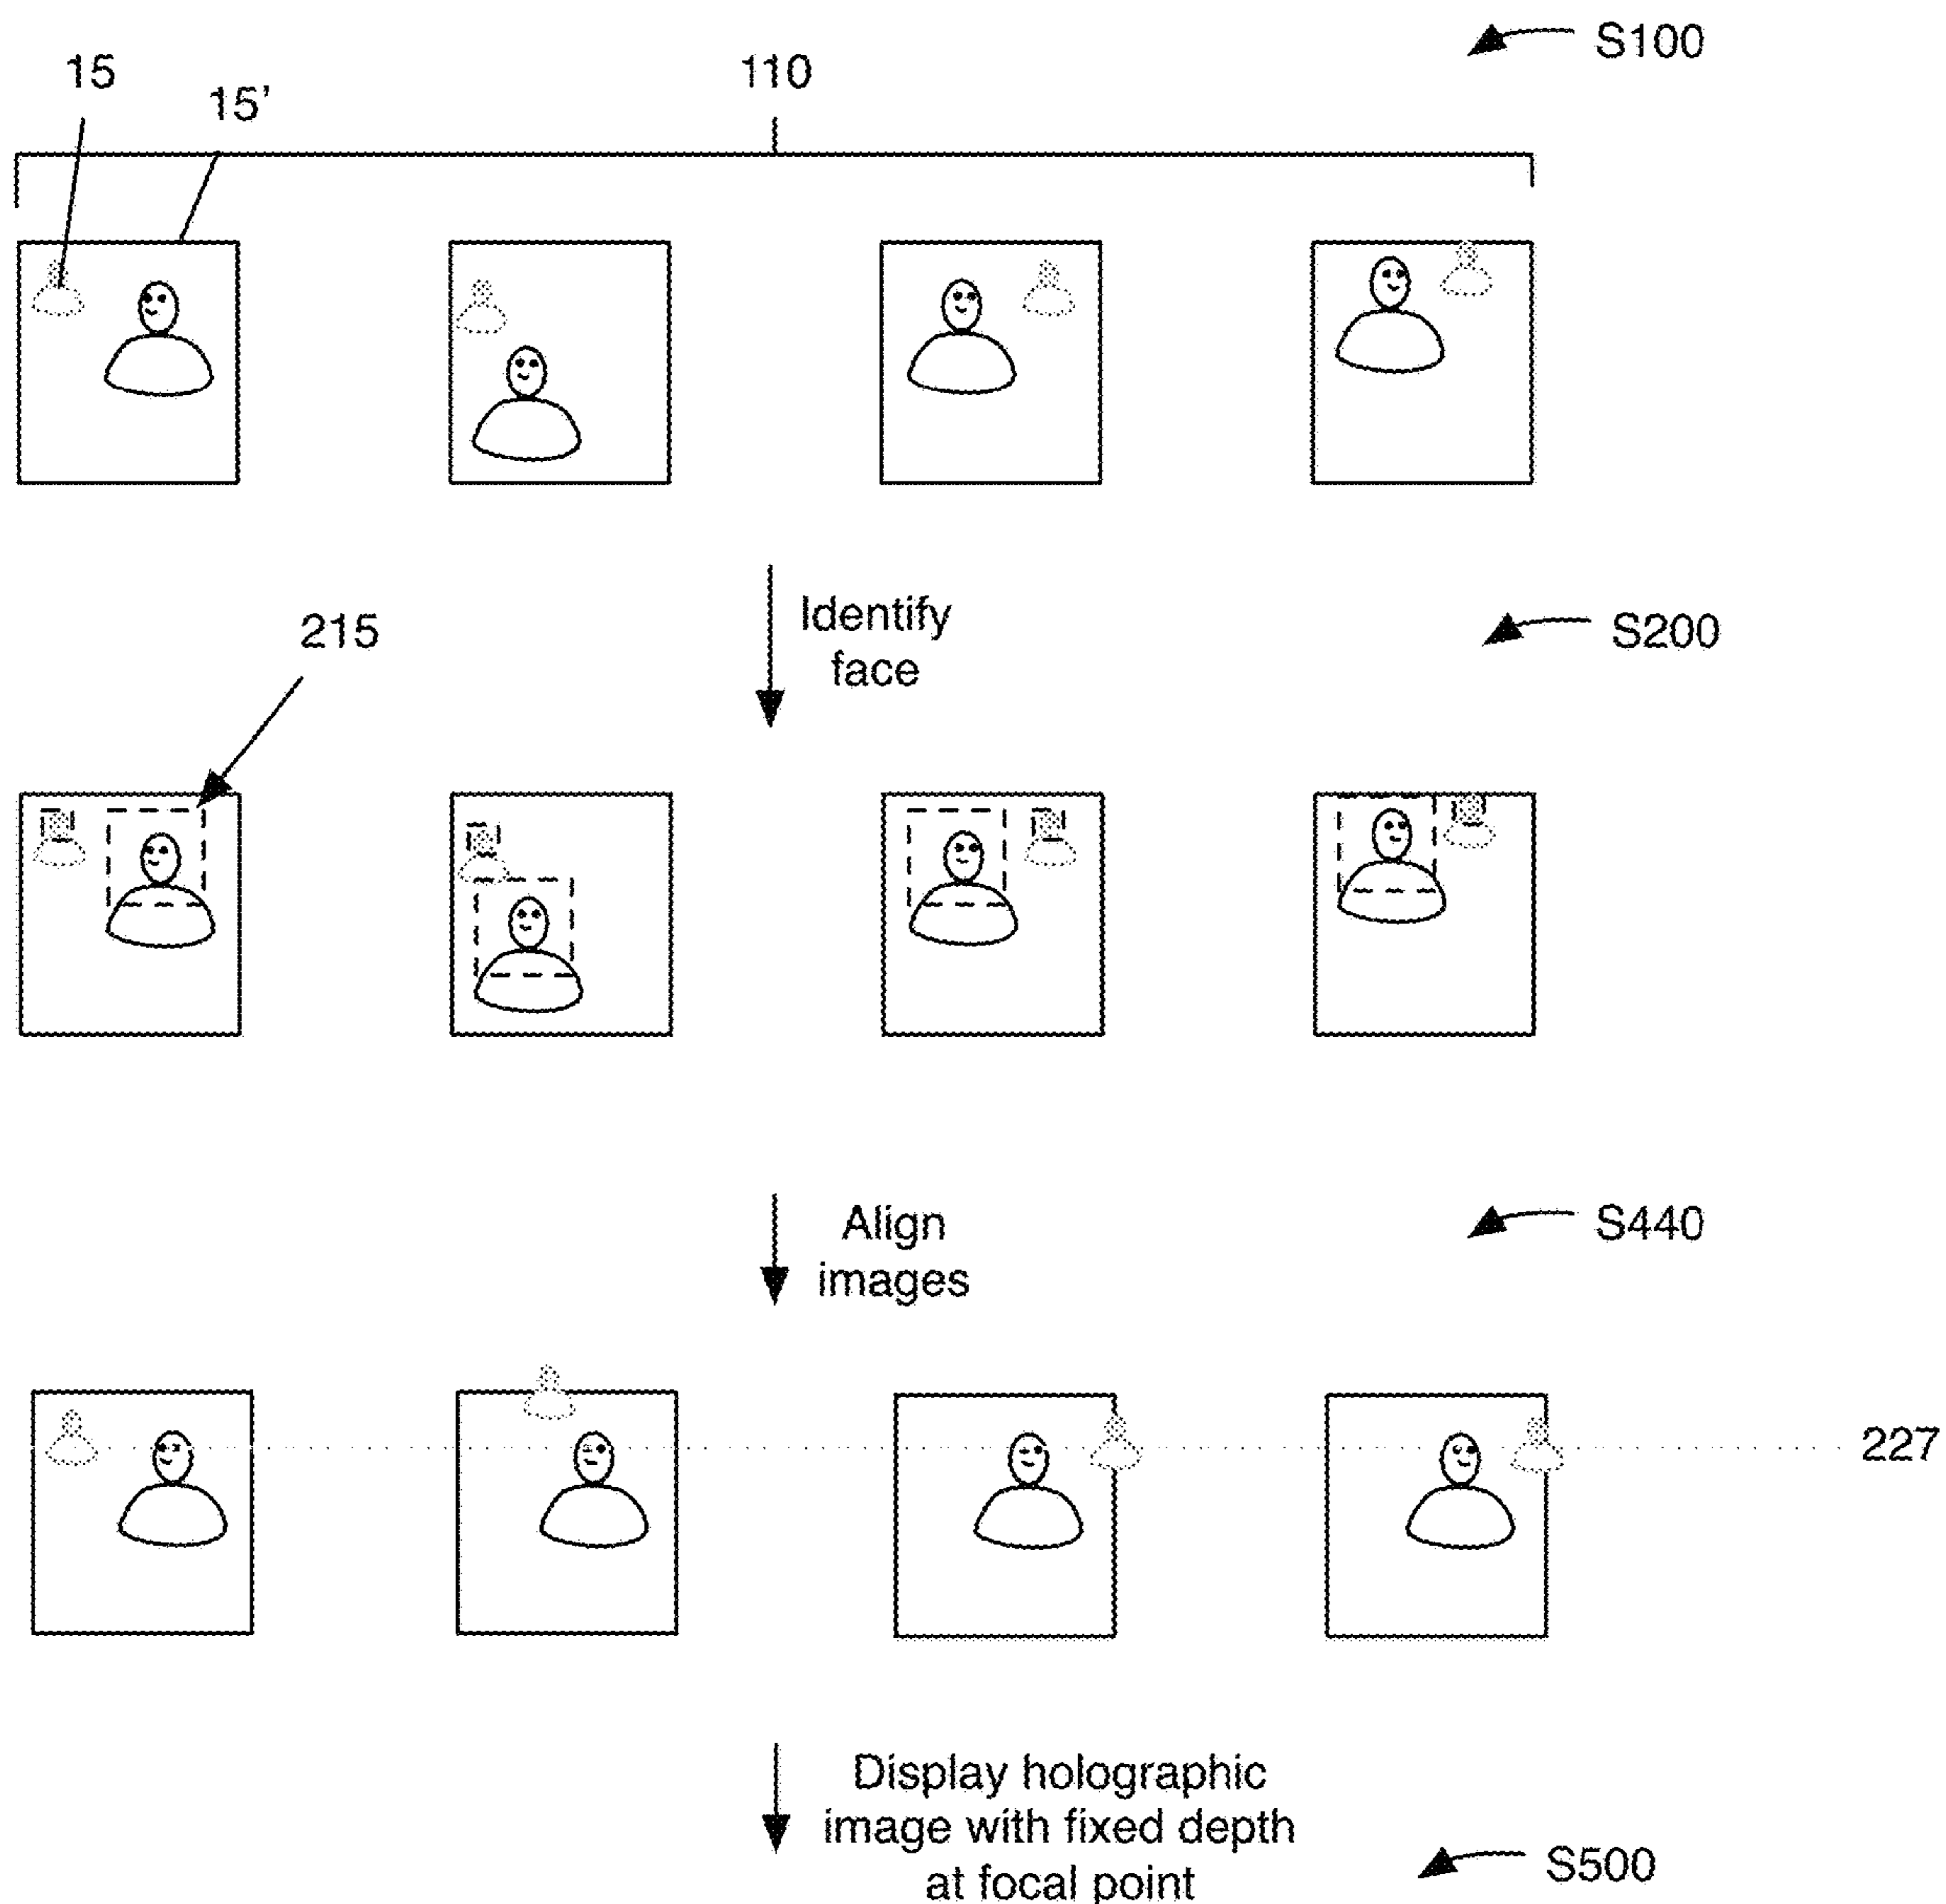 S100
15
15'
110
Identify
face
S200
215
Align
images
S440
227
Display holographic
image with fixed depth
at focal point
S500